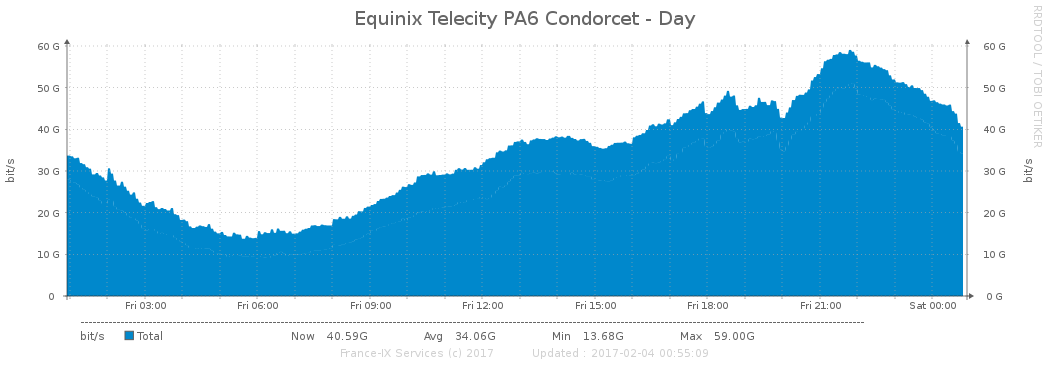 Equinix Telecity PA6 Condorcet - Day
RRDTOOL / TOBI OETIKER
60 G 60 G
50 G 50 G
40 G 40 G
30 G 30 G
20 G 20 G
10 G 10 G
0 0 G
bit/s bit/s
Fri 03:00 Fri 06:00 Fri 09:00 Fri 12:00 Fri 15:00 Fri 18:00 Fri 21:00 Sat 00:00
bit/s Total Now 40.59G Avg 34.06G Min 13.68G Max 59.00G
France-IX Services (c) 2017 Updated : 2017-02-04 00:55:09